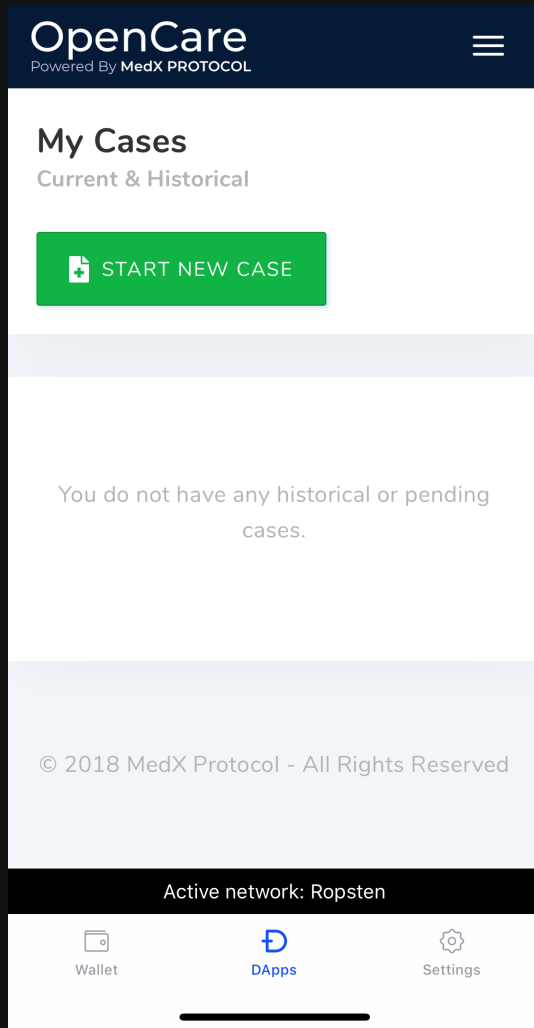 OpenCare
Powered By MedX PROTOCOL
My Cases
Current & Historical
START NEW CASE
You do not have any historical or pending
cases.
© 2018 MedX Protocol - All Rights Reserved
Active network: Ropsten
Wallet
DApps
Settings